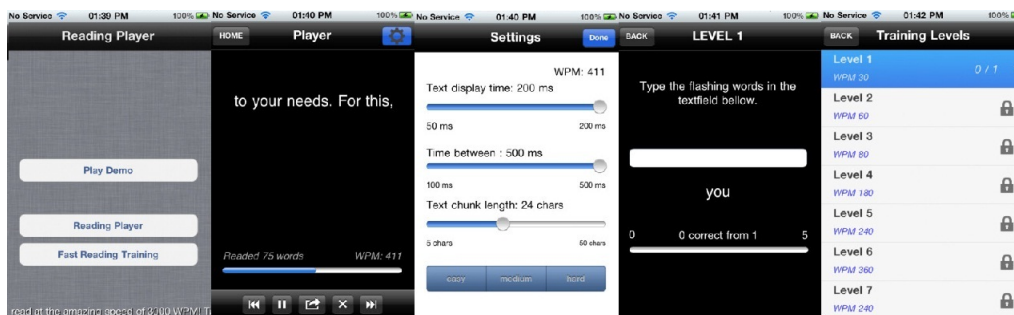 No Service 01:39 PM 100%
Reading Player
Play Demo
Reading Player
Fast Reading Training
read at the amazing speed of 3000 WPM! T
No Service 01:40 PM 100%
HOME Player
to your needs. For this,
Readed 75 words WPM: 411
No Service 01:40 PM 100%
Settings Done
WPM: 411
Text display time: 200 ms
50 ms 200 ms
Time between : 500 ms
100 ms 500 ms
Text chunk length: 24 chars
5 chars 50 chars
easy medium hard
No Service 01:41 PM 100%
BACK LEVEL 1
Type the flashing words in the
textfield bellow.
you
0 0 correct from 1 5
No Service 01:42 PM 100%
BACK Training Levels
Level 1
WPM 30 0 / 1
Level 2
WPM 60
Level 3
WPM 80
Level 4
WPM 180
Level 5
WPM 240
Level 6
WPM 360
Level 7
WPM 240